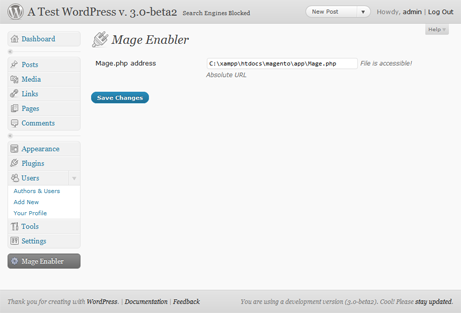 A Test WordPress v. 3.0-beta2 Search Engines Blocked New Post Howdy, admin | Log Out
Help
Dashboard
Posts
Media
Links
Pages
Comments
Appearance
Plugins
Users
Authors & Users
Add New
Your Profile
Tools
Settings
Mage Enabler
Mage Enabler
Mage.php address C:\xampp\htdocs\magento\app\Mage.php File is accessible!
Absolute URL
Save Changes
Thank you for creating with WordPress. | Documentation | Feedback You are using a development version (3.0-beta2). Cool! Please stay updated.